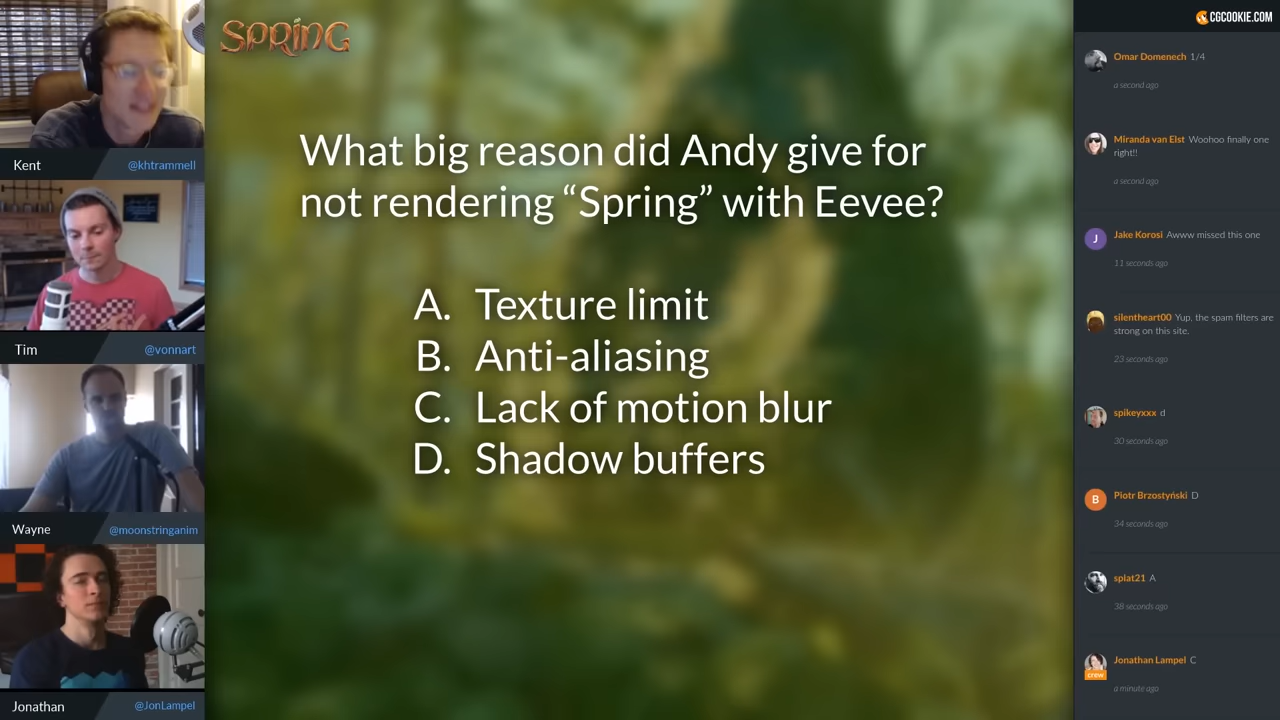 SPRING
What big reason did Andy give for
not rendering “Spring” with Eevee?
A. Texture limit
B. Anti-aliasing
C. Lack of motion blur
D. Shadow buffers
Kent @khtrammell
Tim @vonnart
Wayne @moonstringanim
Jonathan @JonLampel
CGCOOKIE.COM
Omar Domenech 1/4
a second ago
Miranda van Elst Woohoo finally one
right!!
a second ago
J
Jake Korosi Awww missed this one
11 seconds ago
silentheart00 Yup, the spam filters are
strong on this site.
23 seconds ago
spikeyxxx d
30 seconds ago
B
Piotr Brzostyński D
34 seconds ago
splat21 A
38 seconds ago
Jonathan Lampel C
crew
a minute ago